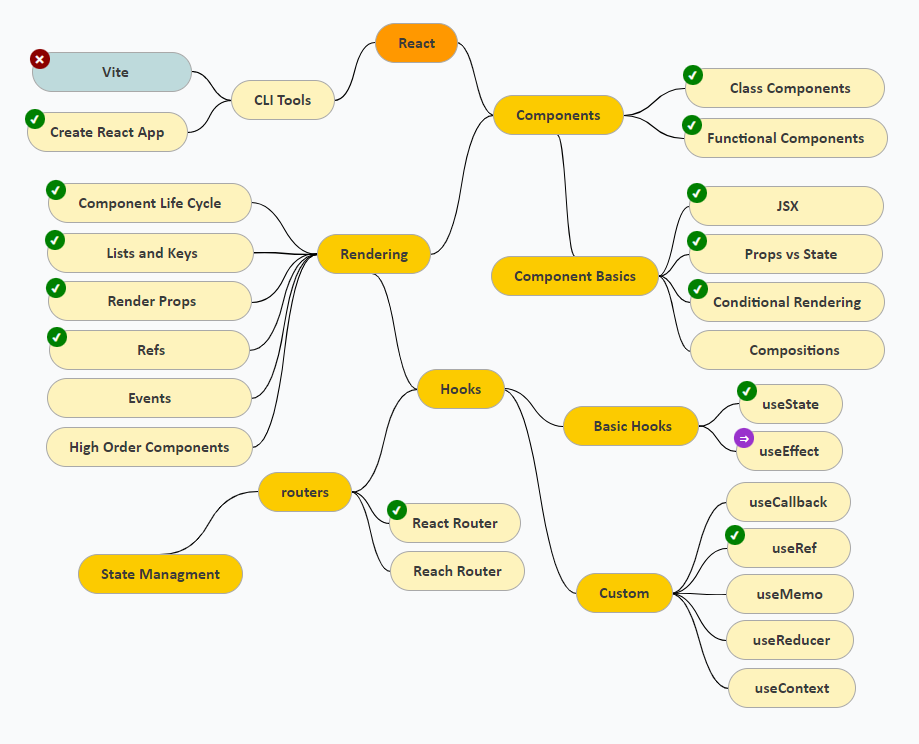 React
Vite
CLI Tools
Create React App
Components
Class Components
Functional Components
Component Life Cycle
Lists and Keys
Render Props
Refs
Events
High Order Components
Rendering
Component Basics
JSX
Props vs State
Conditional Rendering
Compositions
Hooks
Basic Hooks
useState
useEffect
routers
React Router
Reach Router
State Managment
Custom
useCallback
useRef
useMemo
useReducer
useContext